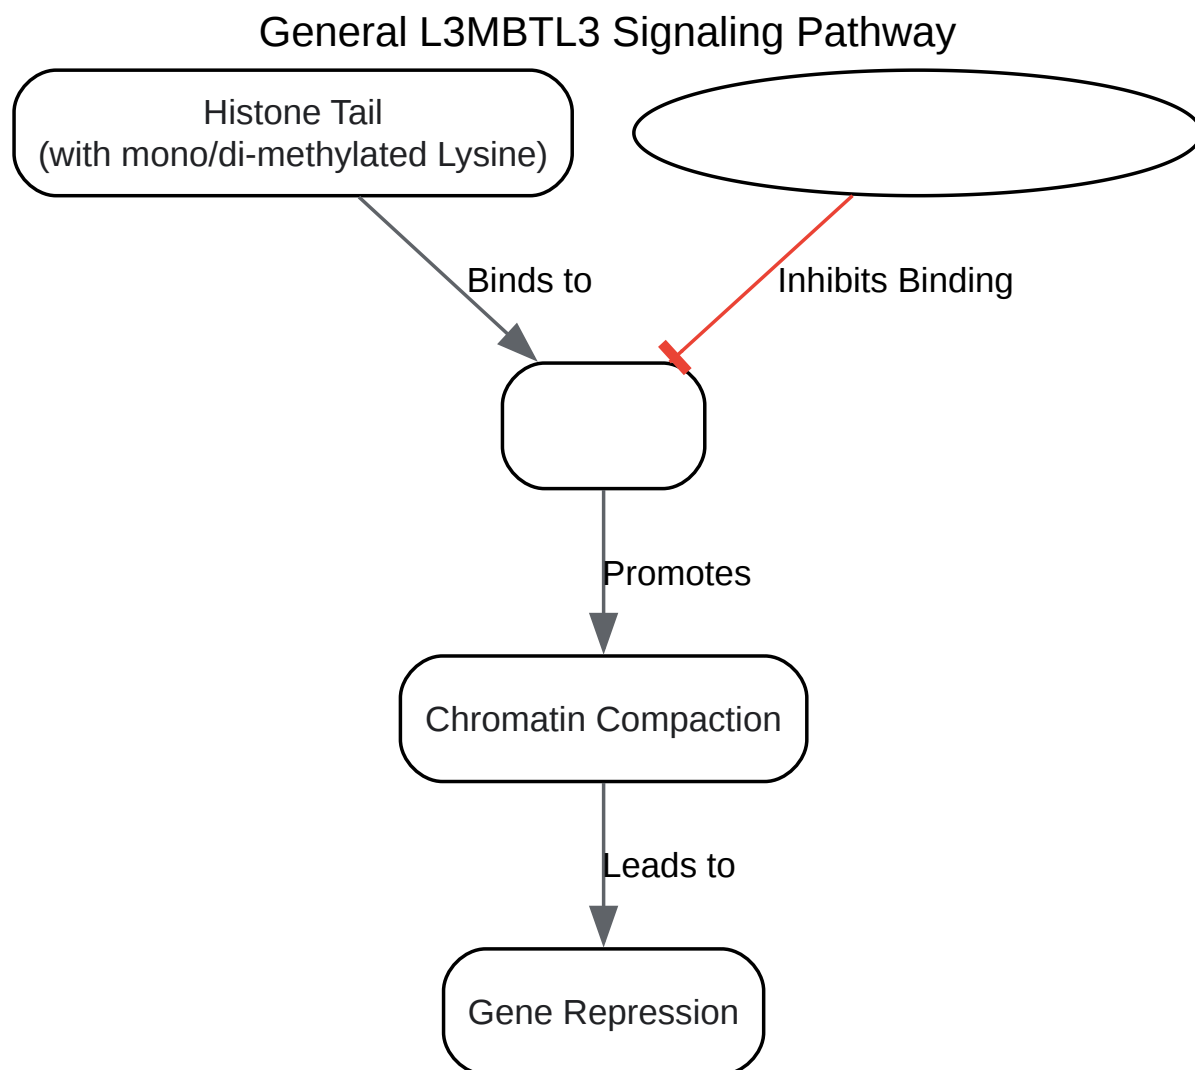 General L3MBTL3 Signaling Pathway
Histone Tail
(with mono/di-methylated Lysine)
Binds to
Inhibits Binding
Promotes
Chromatin Compaction
Leads to
Gene Repression